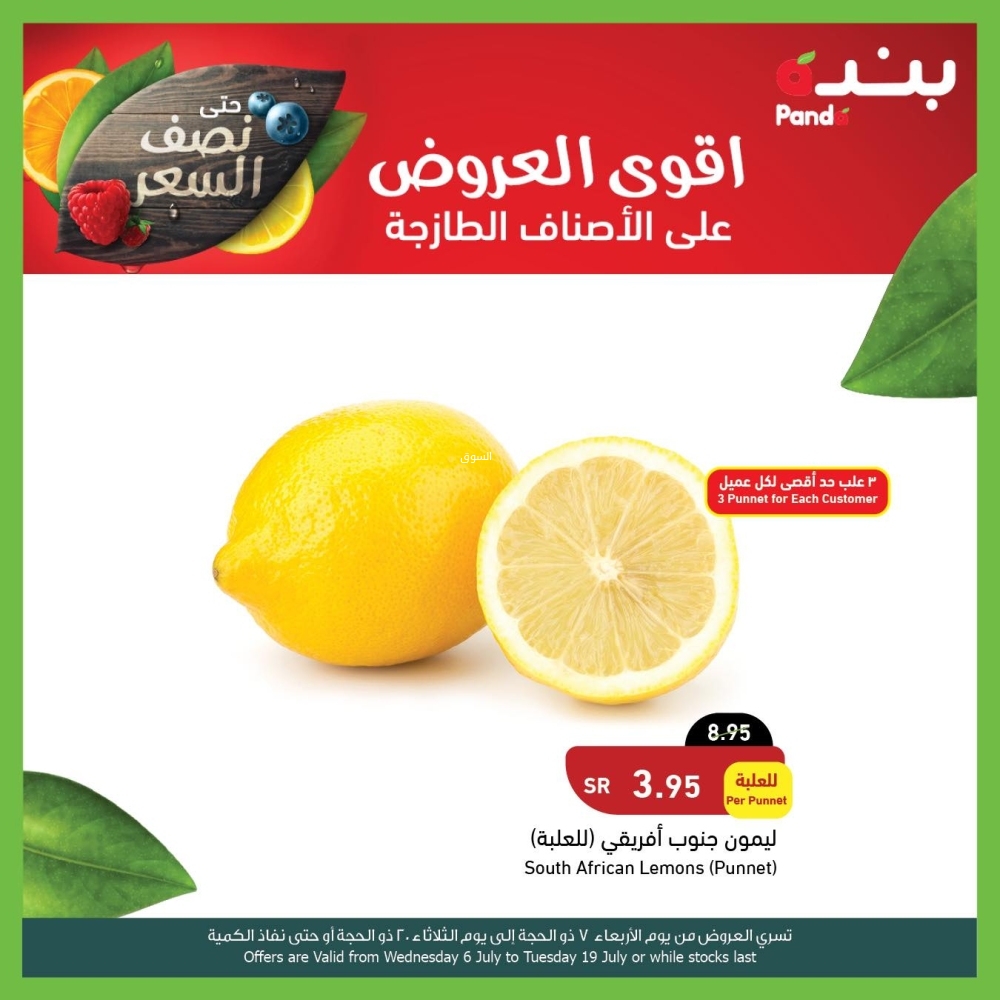 بنده
Panda
حتى
نصف
السعر
اقوى العروض
على الأصناف الطازجة
السوق
٣ علب حد أقصى لكل عميل
3 Punnet for Each Customer
8.95
SR 3.95
للعلبة
Per Punnet
ليمون جنوب أفريقي (للعلبة)
South African Lemons (Punnet)
تسري العروض من يوم الأربعاء ٧ ذو الحجة إلى يوم الثلاثاء ٢٠ ذو الحجة أو حتى نفاذ الكمية
Offers are Valid from Wednesday 6 July to Tuesday 19 July or while stocks last